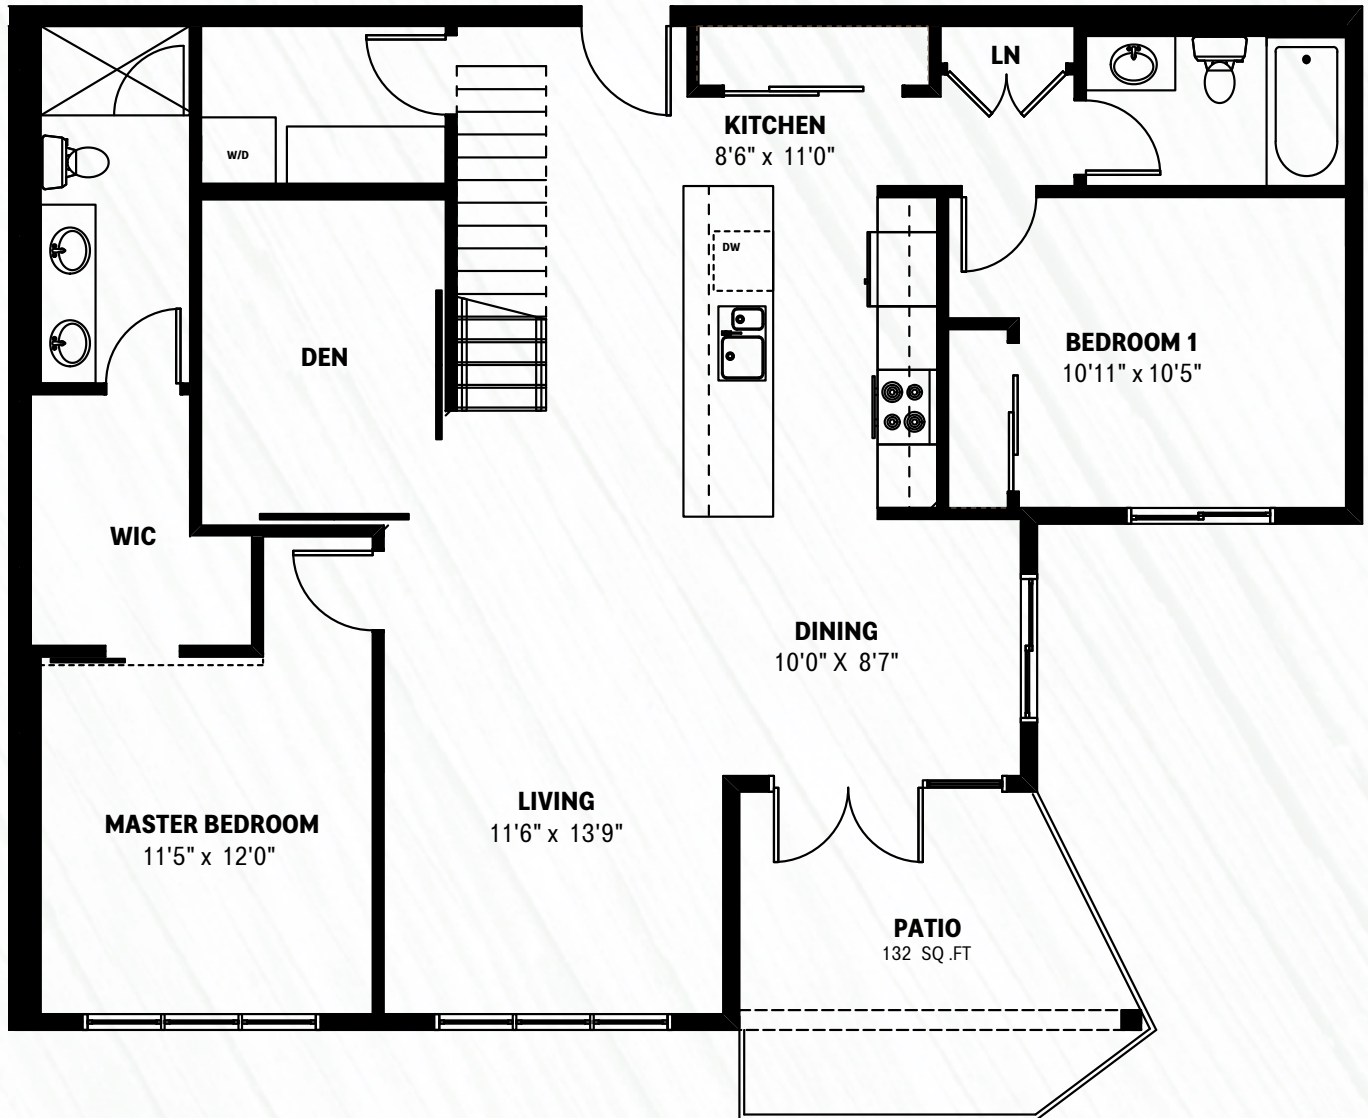 LN
KITCHEN
8'6" x 11'0"
W/D
DW
DEN
BEDROOM 1
10'11" x 10'5"
WIC
DINING
10'0" X 8'7"
MASTER BEDROOM
11'5" x 12'0"
LIVING
11'6" x 13'9"
PATIO
132 SQ .FT